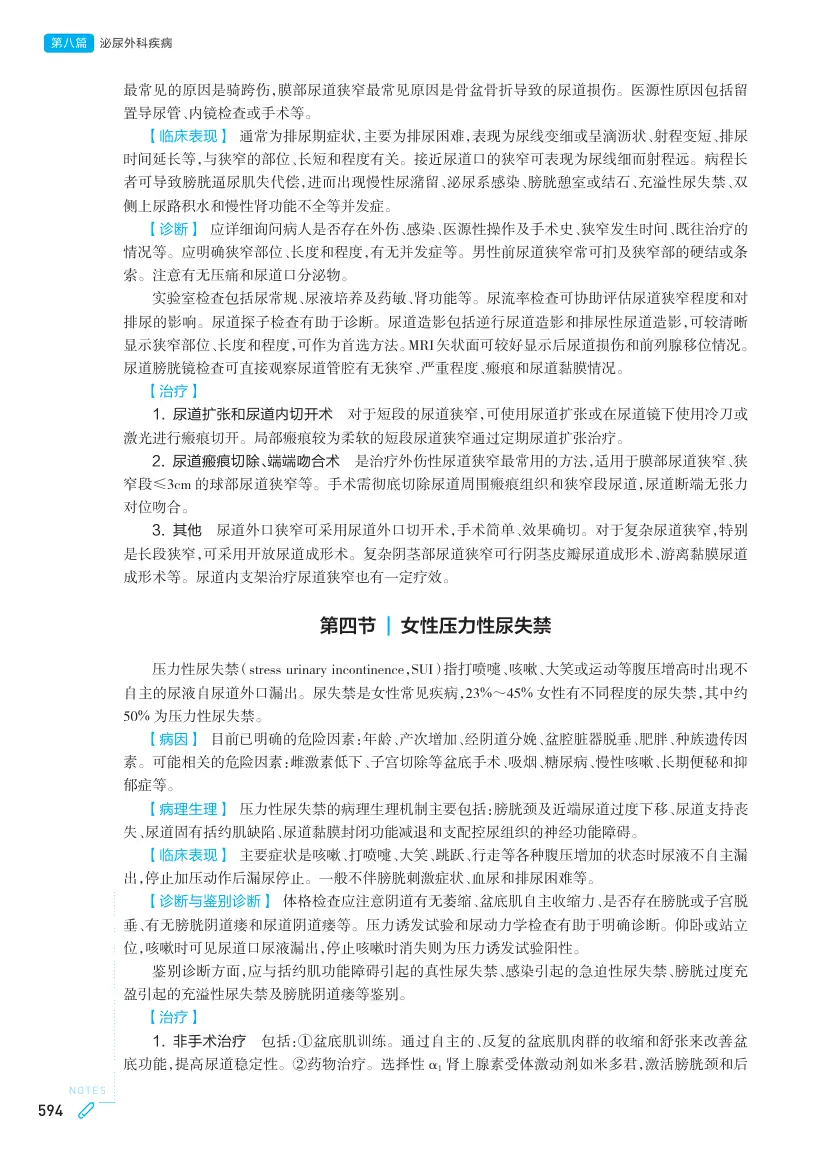 第八篇 泌尿外科疾病
最常见的原因是骑跨伤,膜部尿道狭窄最常见原因是骨盆骨折导致的尿道损伤。医源性原因包括留
置导尿管、内镜检查或手术等。
【临床表现】 通常为排尿期症状,主要为排尿困难,表现为尿线变细或呈滴沥状、射程变短、排尿
时间延长等,与狭窄的部位、长短和程度有关。接近尿道口的狭窄可表现为尿线细而射程远。病程长
者可导致膀胱逼尿肌失代偿,进而出现慢性尿潴留、泌尿系感染、膀胱憩室或结石、充溢性尿失禁、双
侧上尿路积水和慢性肾功能不全等并发症。
【诊断】 应详细询问病人是否存在外伤、感染、医源性操作及手术史、狭窄发生时间、既往治疗的
情况等。应明确狭窄部位、长度和程度,有无并发症等。男性前尿道狭窄常可扪及狭窄部的硬结或条
索。注意有无压痛和尿道口分泌物。
实验室检查包括尿常规、尿液培养及药敏、肾功能等。尿流率检查可协助评估尿道狭窄程度和对
排尿的影响。尿道探子检查有助于诊断。尿道造影包括逆行尿道造影和排尿性尿道造影,可较清晰
显示狭窄部位、长度和程度,可作为首选方法。MRI矢状面可较好显示后尿道损伤和前列腺移位情况。
尿道膀胱镜检查可直接观察尿道管腔有无狭窄、严重程度、瘢痕和尿道黏膜情况。
【治疗】
1. 尿道扩张和尿道内切开术 对于短段的尿道狭窄,可使用尿道扩张或在尿道镜下使用冷刀或
激光进行瘢痕切开。局部瘢痕较为柔软的短段尿道狭窄通过定期尿道扩张治疗。
2. 尿道瘢痕切除、端端吻合术 是治疗外伤性尿道狭窄最常用的方法,适用于膜部尿道狭窄、狭
窄段≤3cm 的球部尿道狭窄等。手术需彻底切除尿道周围瘢痕组织和狭窄段尿道,尿道断端无张力
对位吻合。
3. 其他 尿道外口狭窄可采用尿道外口切开术,手术简单、效果确切。对于复杂尿道狭窄,特别
是长段狭窄,可采用开放尿道成形术。复杂阴茎部尿道狭窄可行阴茎皮瓣尿道成形术、游离黏膜尿道
成形术等。尿道内支架治疗尿道狭窄也有一定疗效。
第四节 | 女性压力性尿失禁
压力性尿失禁(stress urinary incontinence,SUI)指打喷嚏、咳嗽、大笑或运动等腹压增高时出现不
自主的尿液自尿道外口漏出。尿失禁是女性常见疾病,23%~45% 女性有不同程度的尿失禁,其中约
50% 为压力性尿失禁。
【病因】 目前已明确的危险因素:年龄、产次增加、经阴道分娩、盆腔脏器脱垂、肥胖、种族遗传因
素。可能相关的危险因素:雌激素低下、子宫切除等盆底手术、吸烟、糖尿病、慢性咳嗽、长期便秘和抑
郁症等。
【病理生理】 压力性尿失禁的病理生理机制主要包括:膀胱颈及近端尿道过度下移、尿道支持丧
失、尿道固有括约肌缺陷、尿道黏膜封闭功能减退和支配控尿组织的神经功能障碍。
【临床表现】 主要症状是咳嗽、打喷嚏、大笑、跳跃、行走等各种腹压增加的状态时尿液不自主漏
出,停止加压动作后漏尿停止。一般不伴膀胱刺激症状、血尿和排尿困难等。
【诊断与鉴别诊断】 体格检查应注意阴道有无萎缩、盆底肌自主收缩力、是否存在膀胱或子宫脱
垂、有无膀胱阴道瘘和尿道阴道瘘等。压力诱发试验和尿动力学检查有助于明确诊断。仰卧或站立
位,咳嗽时可见尿道口尿液漏出,停止咳嗽时消失则为压力诱发试验阳性。
鉴别诊断方面,应与括约肌功能障碍引起的真性尿失禁、感染引起的急迫性尿失禁、膀胱过度充
盈引起的充溢性尿失禁及膀胱阴道瘘等鉴别。
【治疗】
1. 非手术治疗 包括:①盆底肌训练。通过自主的、反复的盆底肌肉群的收缩和舒张来改善盆
底功能,提高尿道稳定性。②药物治疗。选择性 α₁ 肾上腺素受体激动剂如米多君,激活膀胱颈和后
NOTES
594